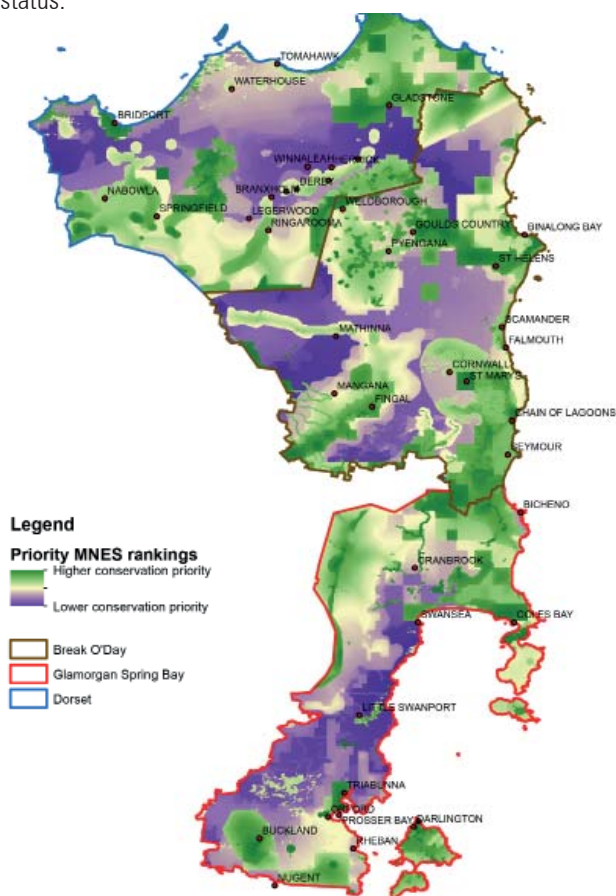 status.
TOMAHAWK
WATERHOUSE
GLADSTONE
BRIDPORT
WINNALEAH
DERBY
NABOWLA
BRANXHOLM
WELDBOROUGH
SPRINGFIELD
LEGERWOOD
RINGAROOMA
GOULDS COUNTRY
BINALONG BAY
PYENGANA
ST HELENS
SCAMANDER
MATHINNA
FALMOUTH
CORNWALL
ST MARYS
MANGANA
FINGAL
CHAIN OF LAGOONS
SEYMOUR
BICHENO
Legend
Priority MNES rankings
Higher conservation priority
Lower conservation priority
Break O'Day
Glamorgan Spring Bay
Dorset
CRANBROOK
SWANSEA
COLES BAY
LITTLE SWANPORT
TRIABUNNA
ORFORD
PROSSER BAY
DARLINGTON
BUCKLAND
RHEBAN
NUGENT